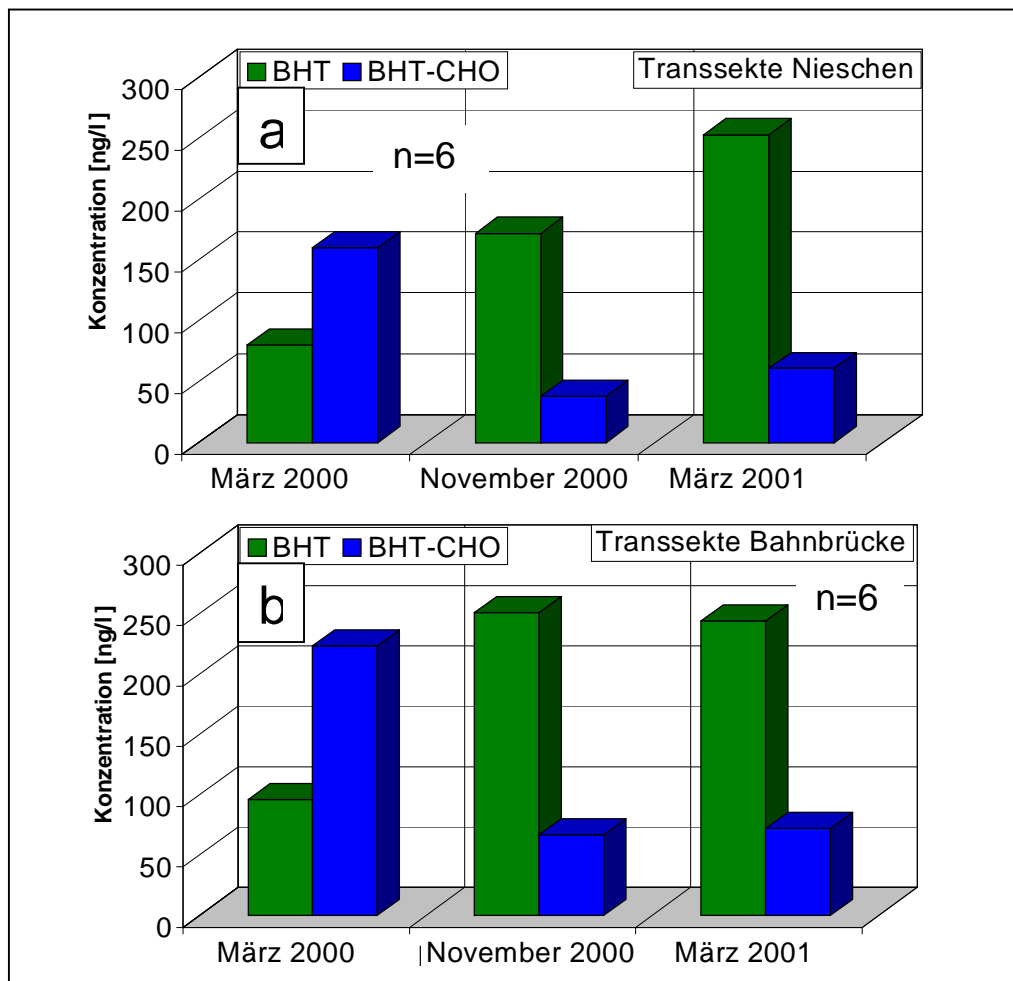 BHT BHT-CHO
Transsekte Nieschen
a
n=6
Konzentration [ng/l]
300
250
200
150
100
50
0
März 2000 November 2000 März 2001
BHT BHT-CHO
Transsekte Bahnbrücke
b
n=6
Konzentration [ng/l]
300
250
200
150
100
50
0
März 2000 November 2000 März 2001